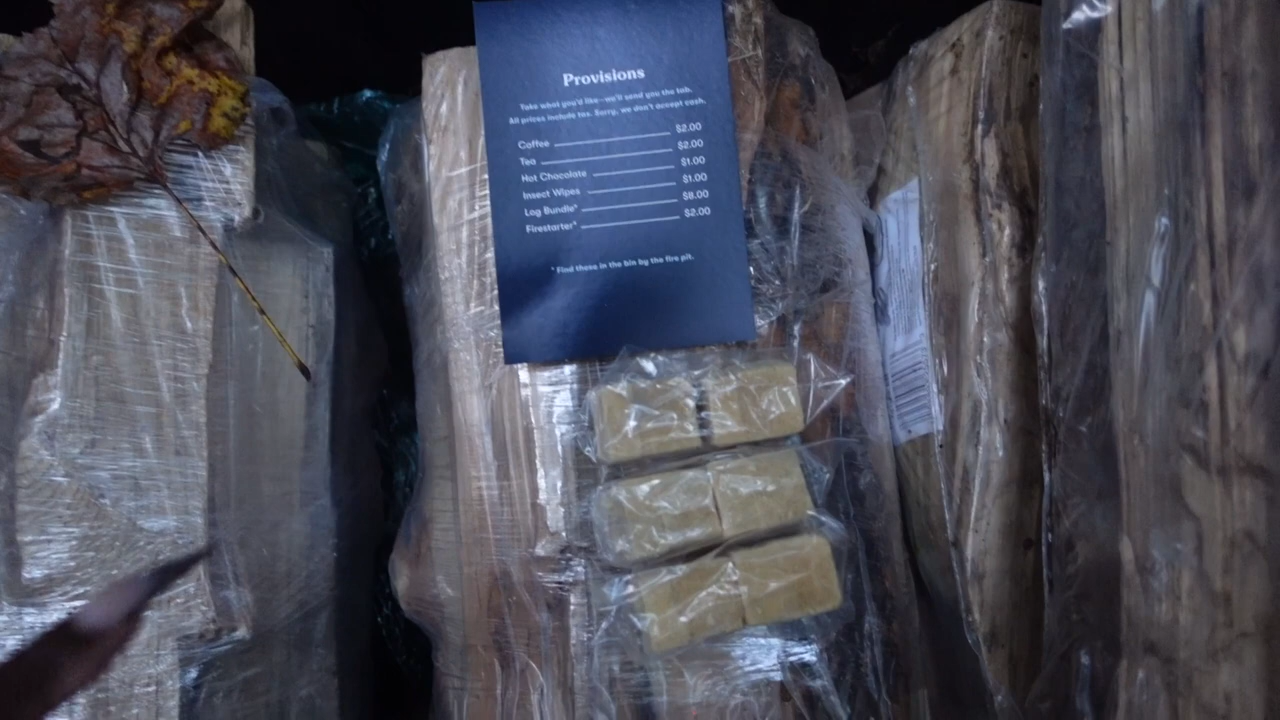 Provisions
Take what you'd like—we'll send you the tab.
All prices include tax. Sorry, we don't accept cash.
Coffee $2.00
Tea $2.00
Hot Chocolate $1.00
Insect Wipes $1.00
Log Bundle* $8.00
Firestarter* $2.00
* Find these in the bin by the fire pit.